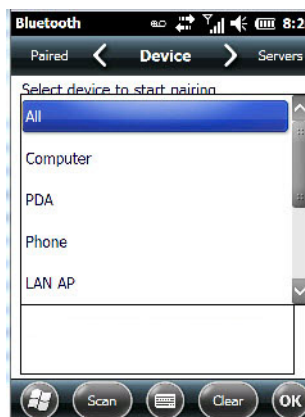 Bluetooth 8:2
Paired Device Servers
Select device to start pairing
All
Computer
PDA
Phone
LAN AP
Scan Clear OK